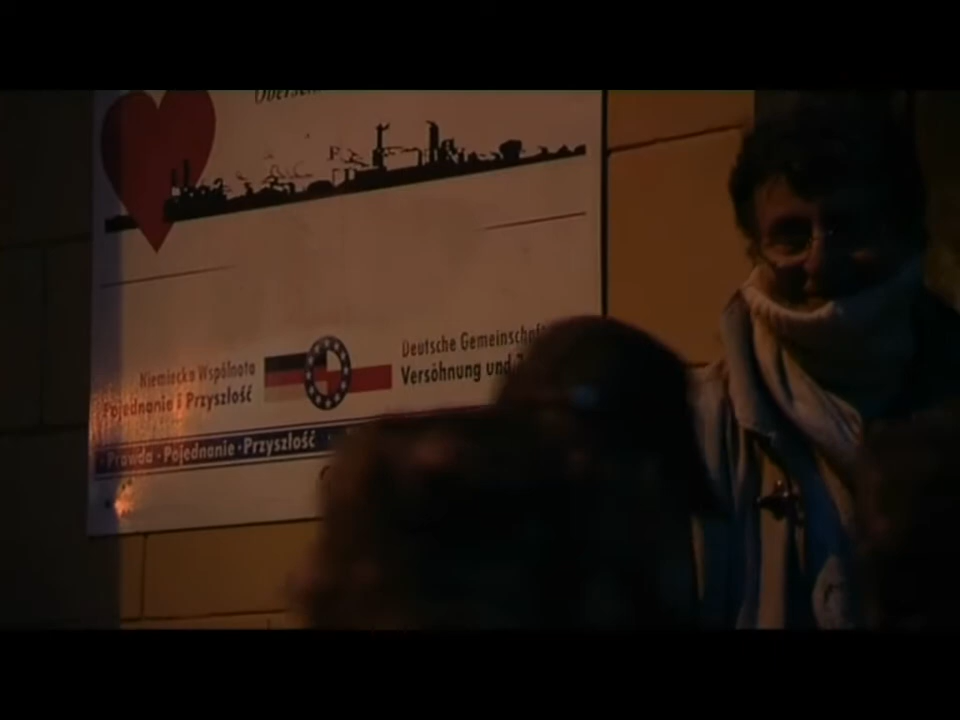 Niemiecka Wspólnota
Pojednanie i Przyszłość
Deutsche Gemeinschaft
Versöhnung und
Prawda · Pojednanie · Przyszłość